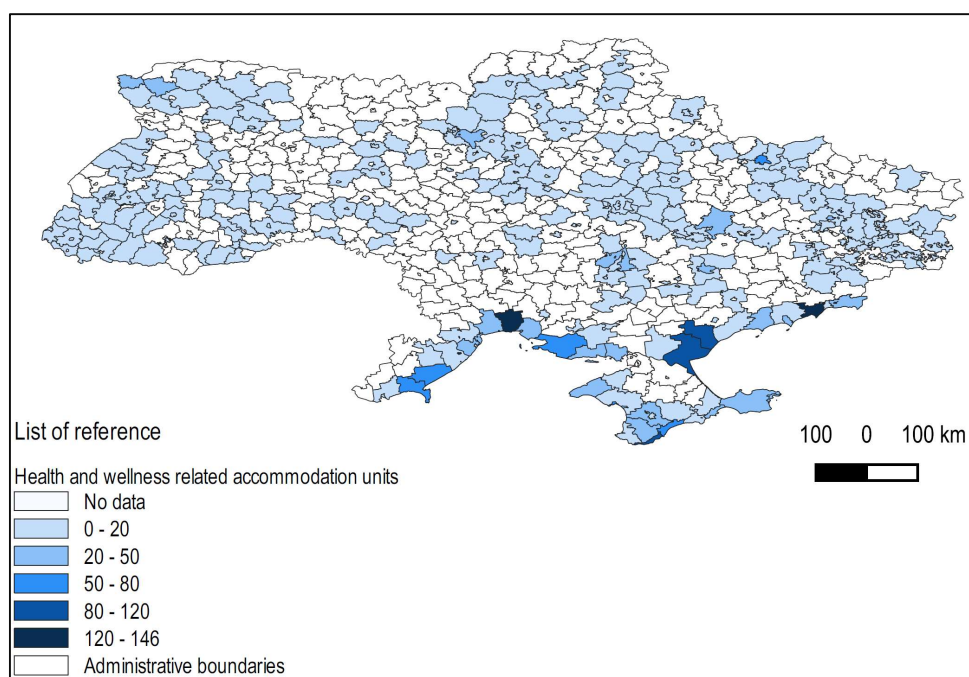 List of reference
100 0 100 km
Health and wellness related accommodation units
No data
0 - 20
20 - 50
50 - 80
80 - 120
120 - 146
Administrative boundaries